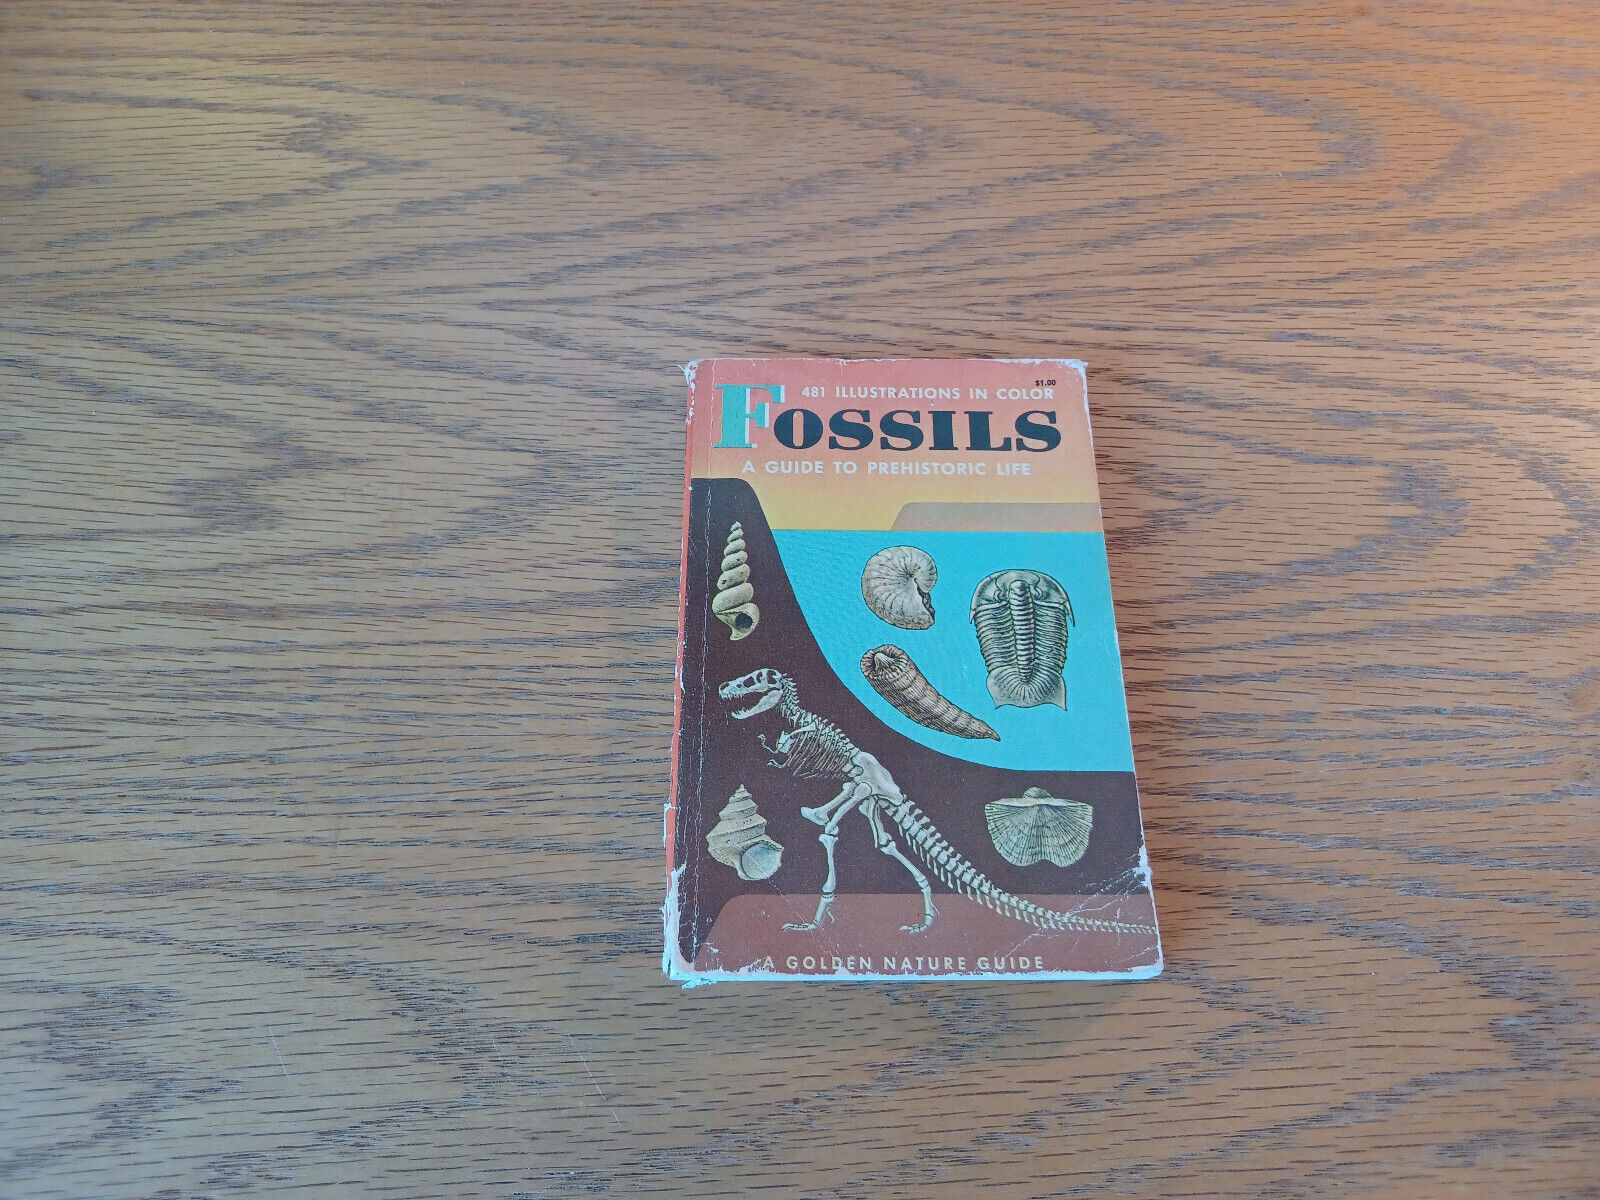 $1.00
481 ILLUSTRATIONS IN COLOR
FOSSILS
A GUIDE TO PREHISTORIC LIFE
A GOLDEN NATURE GUIDE